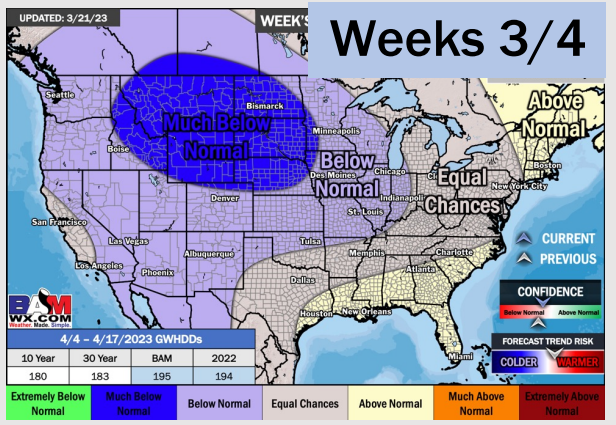 UPDATED: 3/21/23
WEEK'S
Weeks 3/4
Seattle
Bismarck
Much Below
Normal
Minneapolis
Boise
Below
Normal
Des Moines
Chicago
Above
Normal
Boston
New York City
Equal
Chances
Indianapoli
Denver
St. Louis
San Francisco
Las Vegas
Los Angeles
Albuquerque
Phoenix
Tulsa
Memphis
Charlotte
Atlanta
Dallas
Houston
New Orleans
Miami
CURRENT
PREVIOUS
CONFIDENCE
Below Normal
Above Normal
FORECAST TREND RISK
COLDER
WARMER
BAM
WX.COM
Weather. Made. Simple.
4/4 – 4/17/2023 GWHDDs
10 Year 30 Year BAM 2022
180 183 195 194
Extremely Below Normal
Much Below Normal
Below Normal
Equal Chances
Above Normal
Much Above Normal
Extremely Above Normal